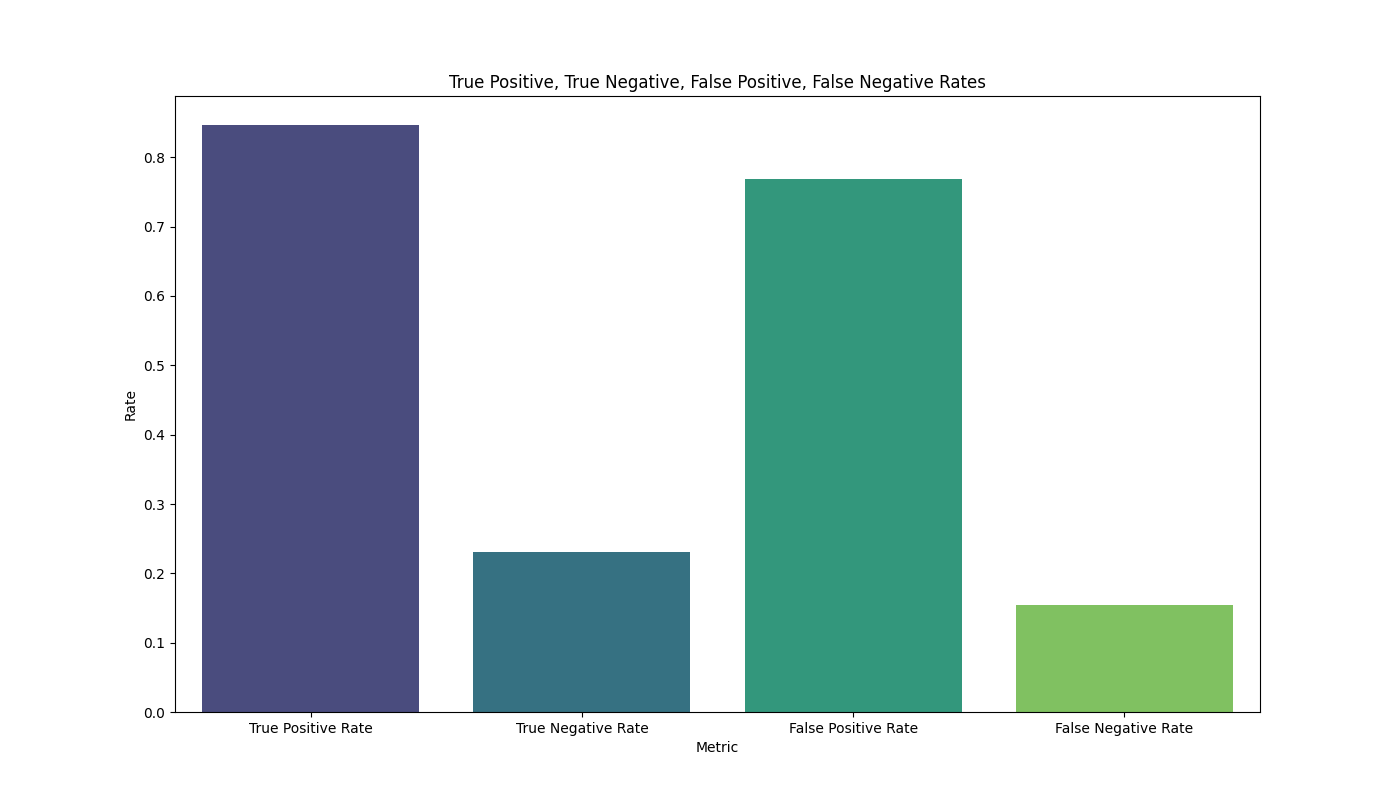 True Positive, True Negative, False Positive, False Negative Rates
0.8
0.7
0.6
0.5
0.4
0.3
0.2
0.1
0.0
Rate
True Positive Rate
True Negative Rate
False Positive Rate
False Negative Rate
Metric